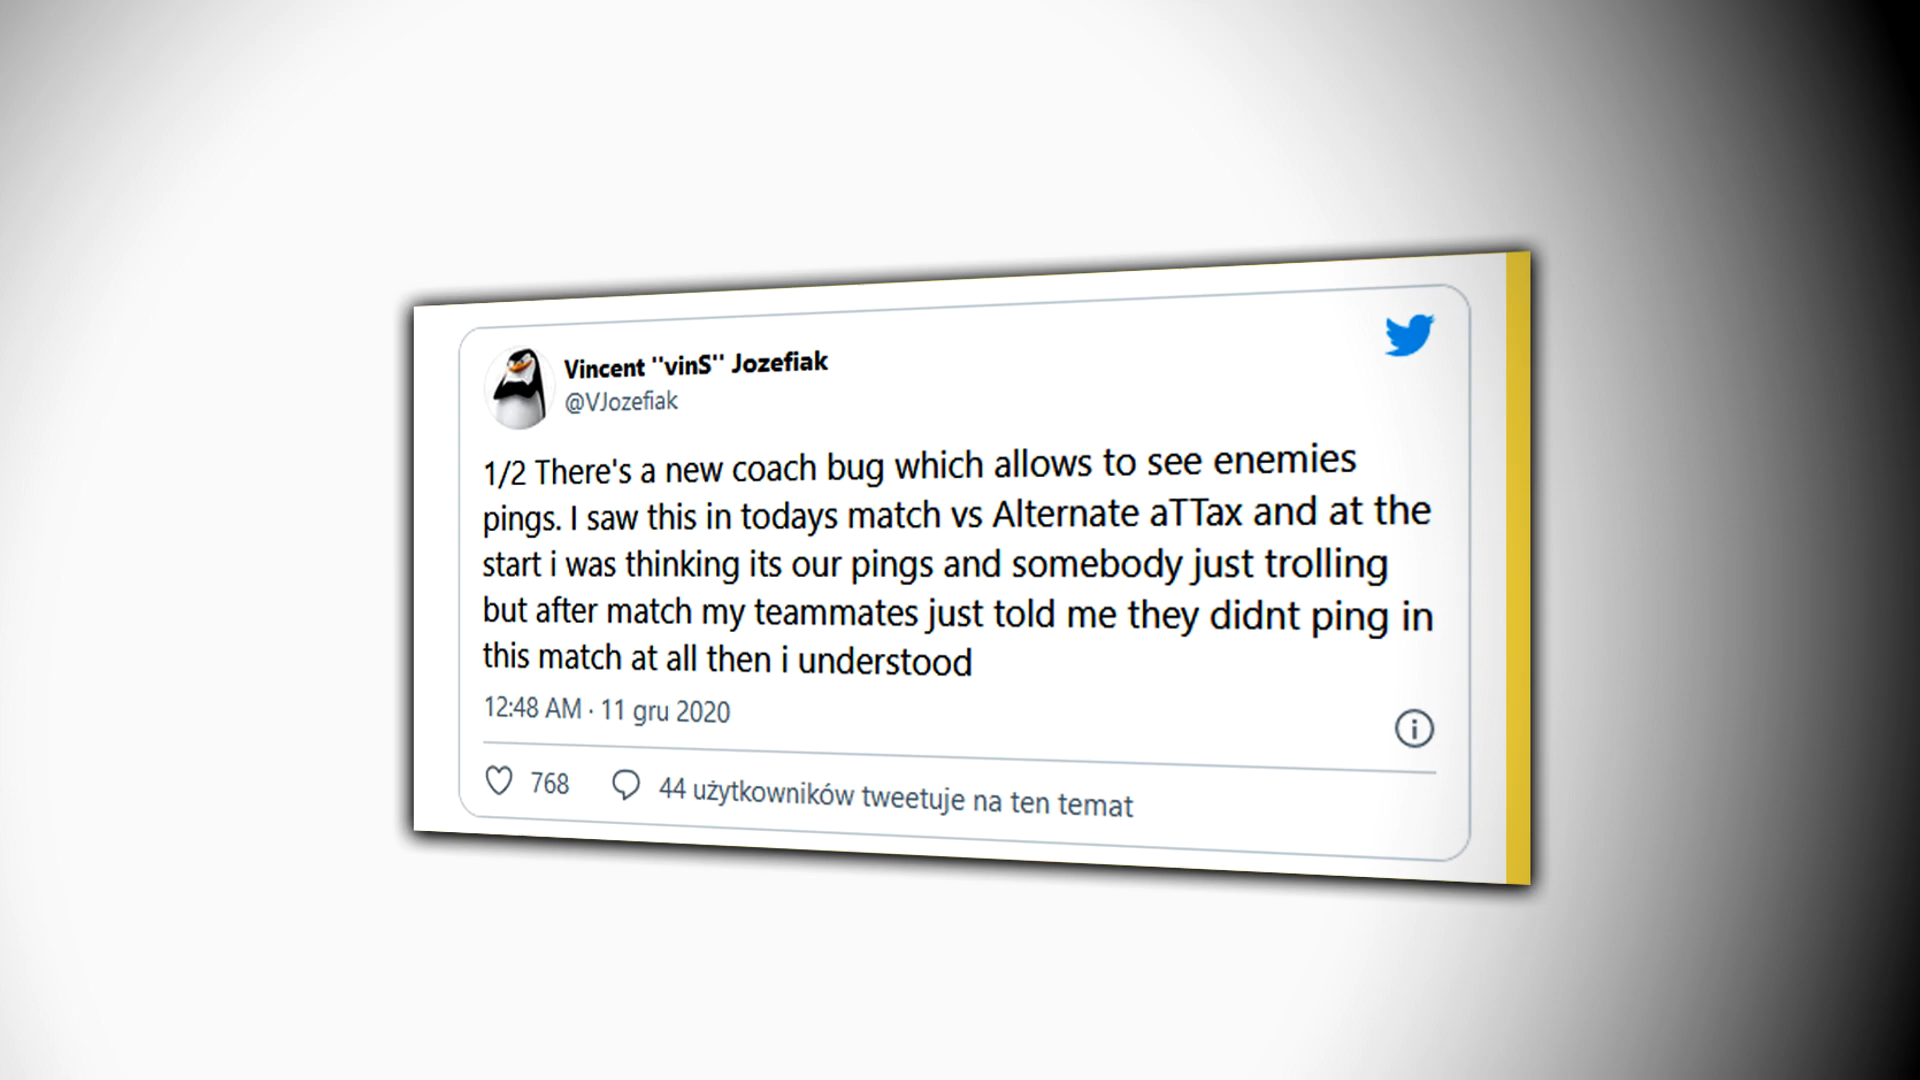 Vincent "vinS" Jozefiak
@VJozefiak
1/2 There's a new coach bug which allows to see enemies
pings. I saw this in todays match vs Alternate aTTax and at the
start i was thinking its our pings and somebody just trolling
but after match my teammates just told me they didnt ping in
this match at all then i understood
12:48 AM · 11 gru 2020
768 44 użytkowników tweetuje na ten temat